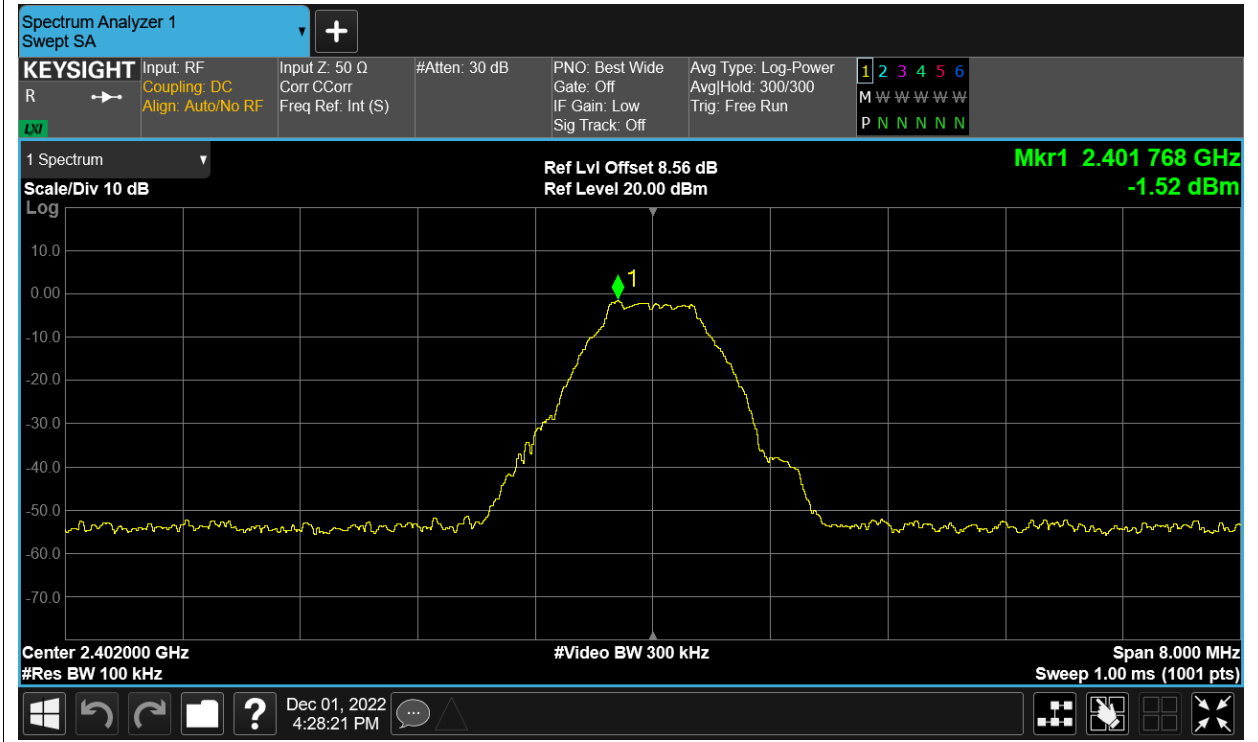 Spectrum Analyzer 1
Swept SA
KEYSIGHT
R
LXI
Input: RF
Coupling: DC
Align: Auto/No RF
Input Z: 50 Ω
Corr CCorr
Freq Ref: Int (S)
#Atten: 30 dB
PNO: Best Wide
Gate: Off
IF Gain: Low
Sig Track: Off
Avg Type: Log-Power
Avg|Hold: 300/300
Trig: Free Run
1 2 3 4 5 6
M W W W W W
P N N N N N
1 Spectrum
Scale/Div 10 dB
Log
Ref Lvl Offset 8.56 dB
Ref Level 20.00 dBm
Mkr1 2.401 768 GHz
-1.52 dBm
10.0
0.00
-10.0
-20.0
-30.0
-40.0
-50.0
-60.0
-70.0
1
Center 2.402000 GHz
#Res BW 100 kHz
#Video BW 300 kHz
Span 8.000 MHz
Sweep 1.00 ms (1001 pts)
?
Dec 01, 2022
4:28:21 PM